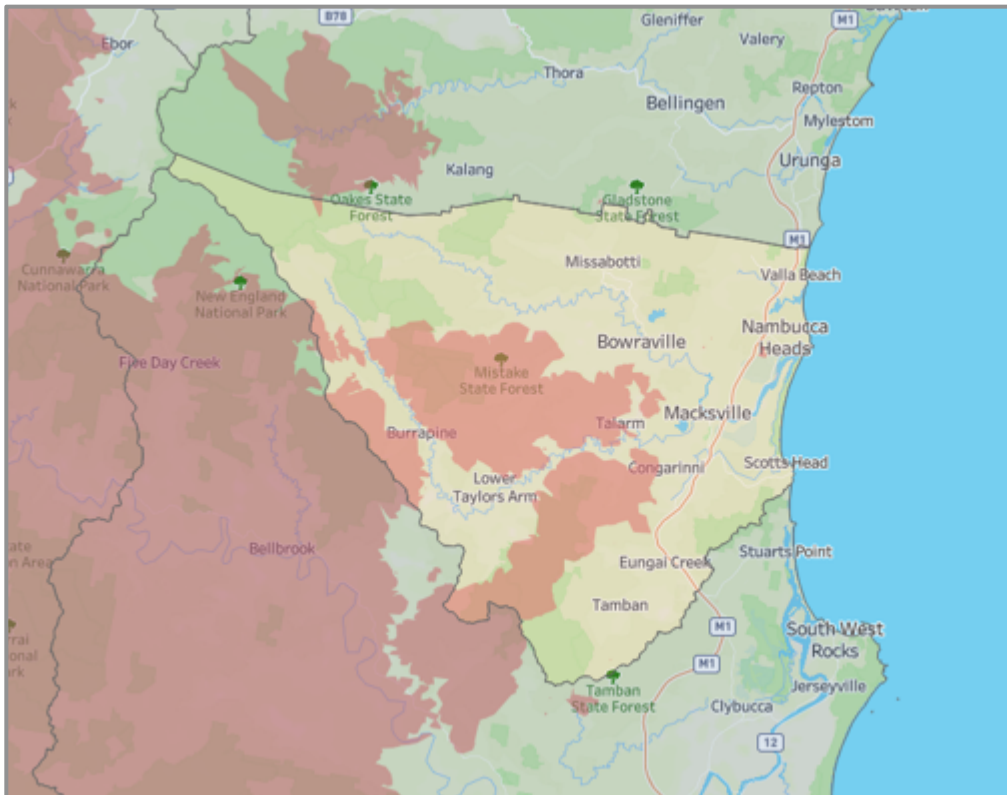 B78
M1
Gleniffer
Ebor
Valery
Thora
Repton
Bellingen
Mylestom
Urunga
Kalang
Oakes State
Forest
Gladstone
State Forest
M1
Cunnawarra
National Park
New England
National Park
Missabotti
Valla Beach
Nambucca
Heads
Bowraville
Five Day Creek
Mistake
State Forest
Macksville
Talarm
Burrapine
Congarinni
Scotts Head
Lower
Taylors Arm
Bellbrook
Eungai Creek
Stuarts Point
Tamban
M1
South West
Rocks
M1
Tamban
State Forest
Jerseyville
Clybucca
12